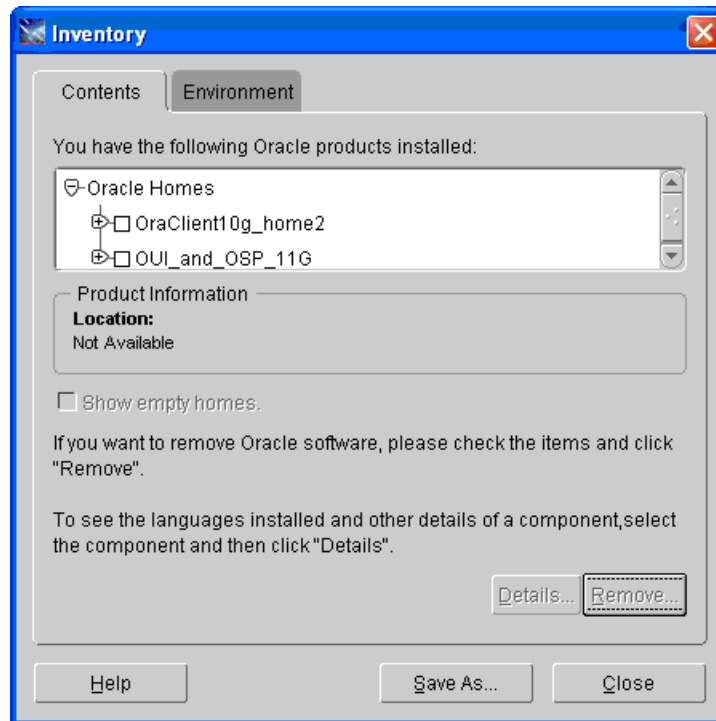 Inventory
Contents
Environment
You have the following Oracle products installed:
Oracle Homes
OraClient10g_home2
OUI_and_OSP_11G
Product Information
Location:
Not Available
Show empty homes.
If you want to remove Oracle software, please check the items and click
"Remove".
To see the languages installed and other details of a component,select
the component and then click "Details".
Details...
Remove...
Help
Save As...
Close